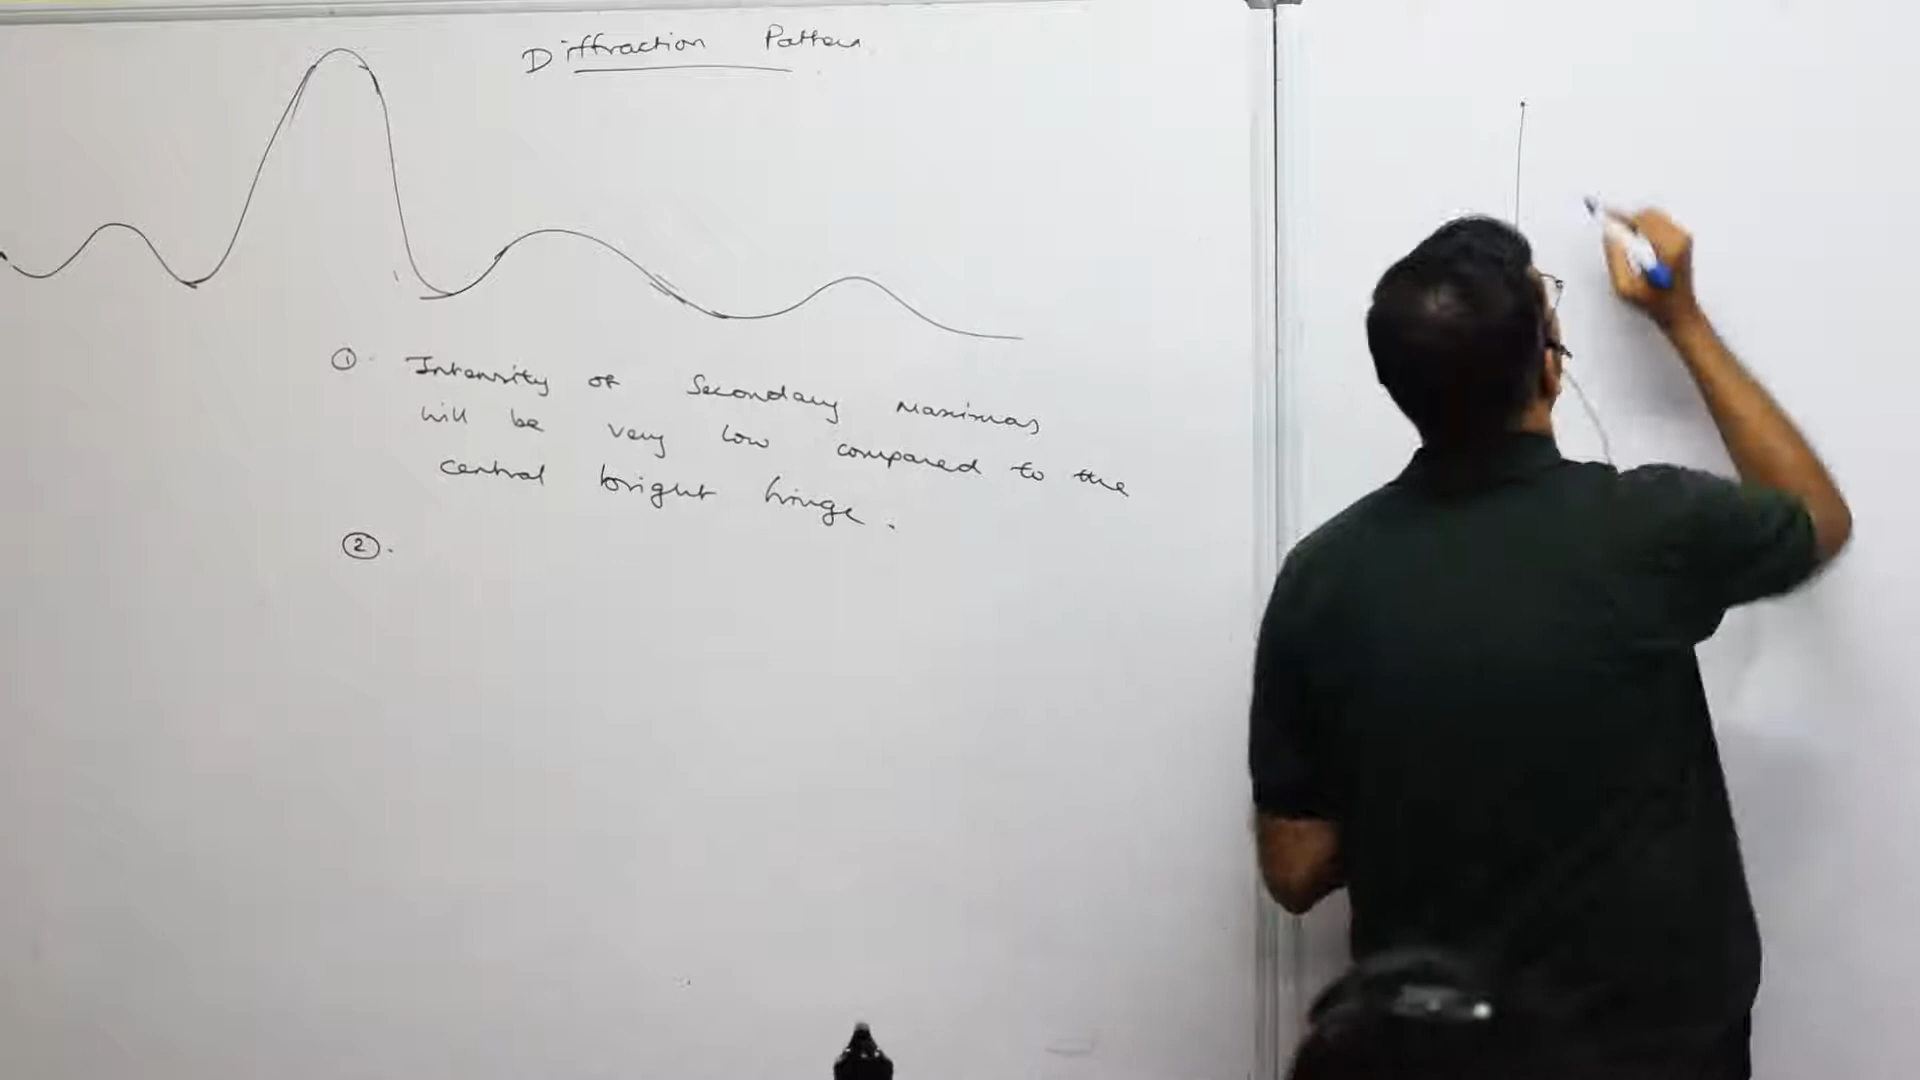 Diffraction Pattern
① Intensity of Secondary Maximas
will be very low compared to the
central bright fringe.
②.